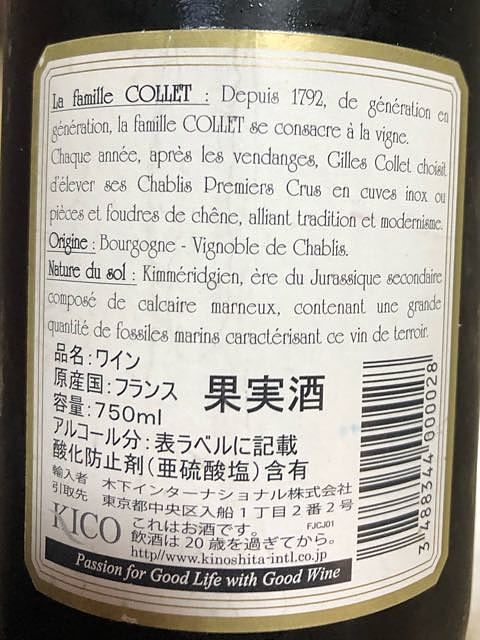 La famille COLLET : Depuis 1792, de génération en
génération, la famille COLLET se consacre à la vigne.
Chaque année, après les vendanges, Gilles Collet choisit
d'élever ses Chablis Premiers Crus en cuves inox ou
pièces et foudres de chêne, alliant tradition et modernisme.
Origine : Bourgogne - Vignoble de Chablis.
Nature du sol : Kimméridgien, ère du Jurassique secondaire
composé de calcaire marneux, contenant une grande
quantité de fossiles marins caractérisant ce vin de terroir.
品名:ワイン
原産国:フランス
果実酒
容量:750ml
アルコール分:表ラベルに記載
酸化防止剤(亜硫酸塩)含有
輸入者 木下インターナショナル株式会社
引取先 東京都中央区入船1丁目2番2号
KICO
これはお酒です。 FJCJ01
飲酒は20歳を過ぎてから。
http//www.kinoshita-intl.co.jp
Passion for Good Life with Good Wine
3 488344 000028